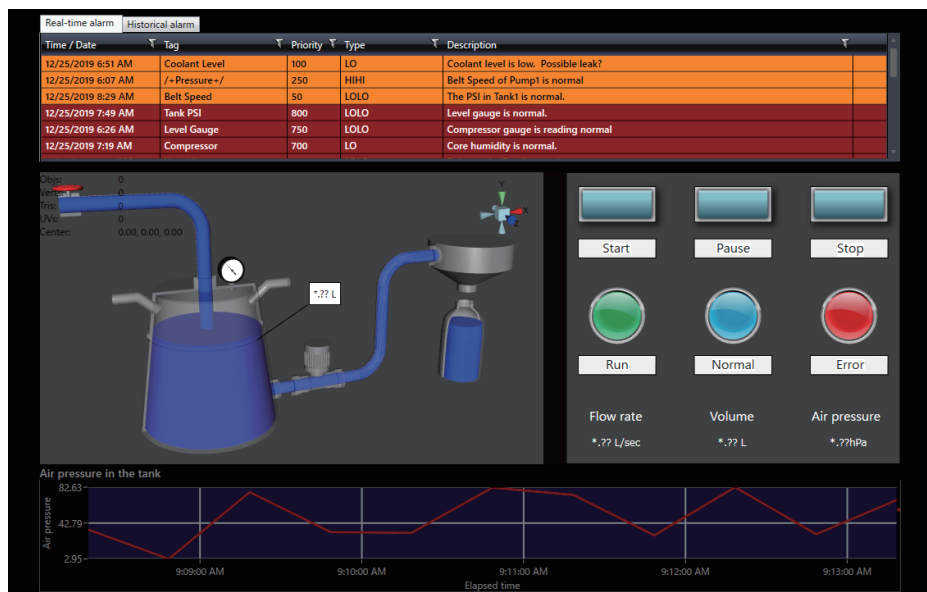 Real-time alarm Historical alarm
Time / Date Tag Priority Type Description
12/25/2019 6:51 AM Coolant Level 100 LO Coolant level is low. Possible leak?
12/25/2019 6:07 AM /+Pressure+/ 250 HIHI Belt Speed of Pump1 is normal
12/25/2019 8:29 AM Belt Speed 50 LOLO The PSI in Tank1 is normal.
12/25/2019 7:49 AM Tank PSI 800 LOLO Level gauge is normal.
12/25/2019 6:26 AM Level Gauge 750 LOLO Compressor gauge is reading normal
12/25/2019 7:19 AM Compressor 700 LO Core humidity is normal.
Objs: 0
Verts: 0
Tris: 0
UVs: 0
Center: 0.00, 0.00, 0.00
Y
X
Z
*.?? L
Start Pause Stop
Run Normal Error
Flow rate Volume Air pressure
*.?? L/sec *.?? L *.??hPa
Air pressure in the tank
82.63
42.79
2.95
Air pressure
9:09:00 AM 9:10:00 AM 9:11:00 AM 9:12:00 AM 9:13:00 AM
Elapsed time